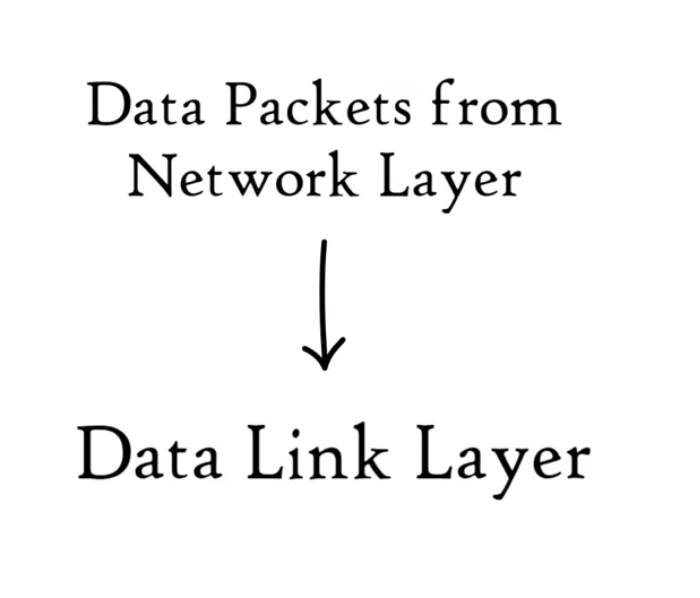 Data Packets from
Network Layer
Data Link Layer